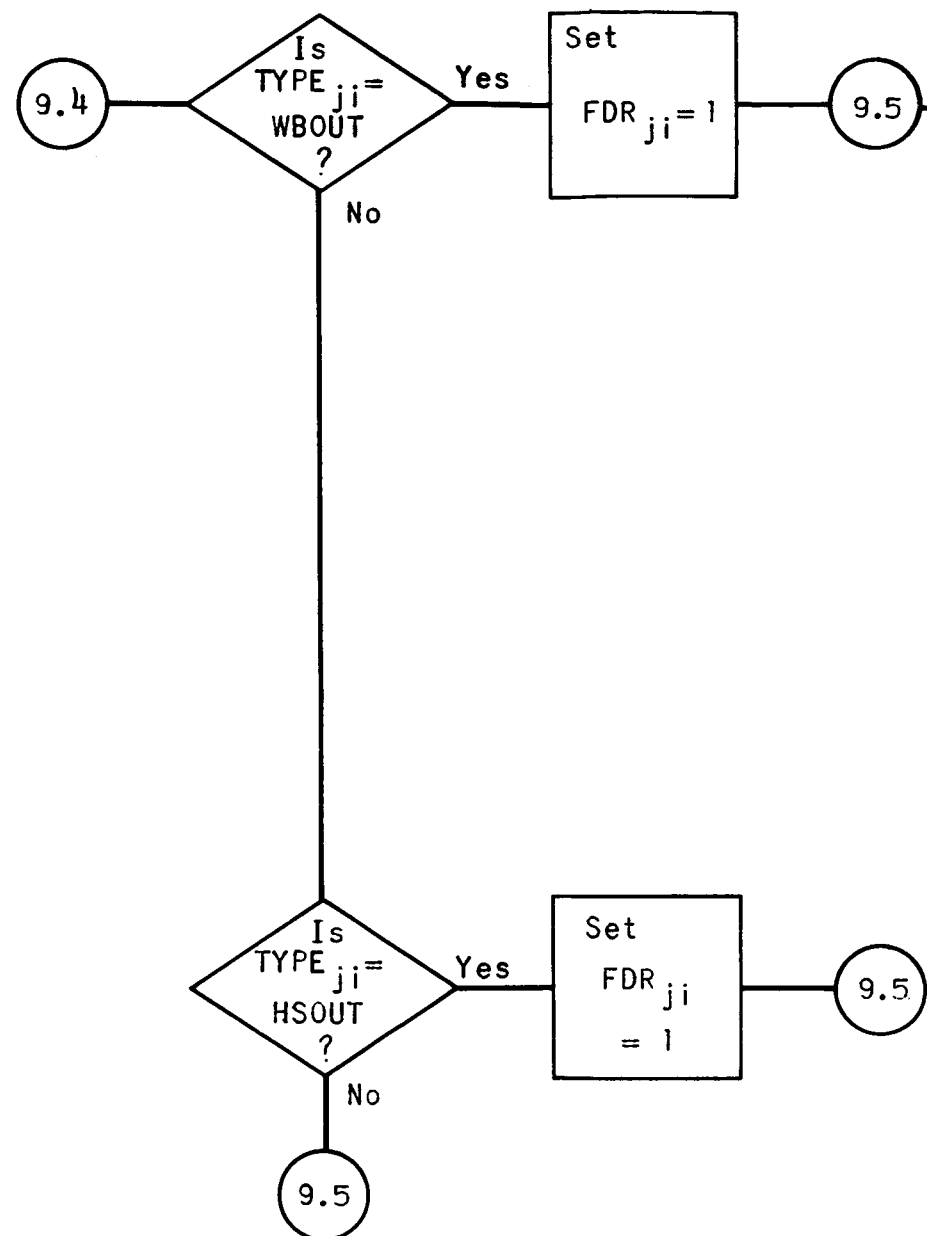 Is
TYPE ji =
WBOUT
?
9.4
Yes
Set
FDR ji = 1
9.5
No
Is
TYPE ji =
HSOUT
?
Yes
Set
FDR ji
= 1
9.5
No
9.5